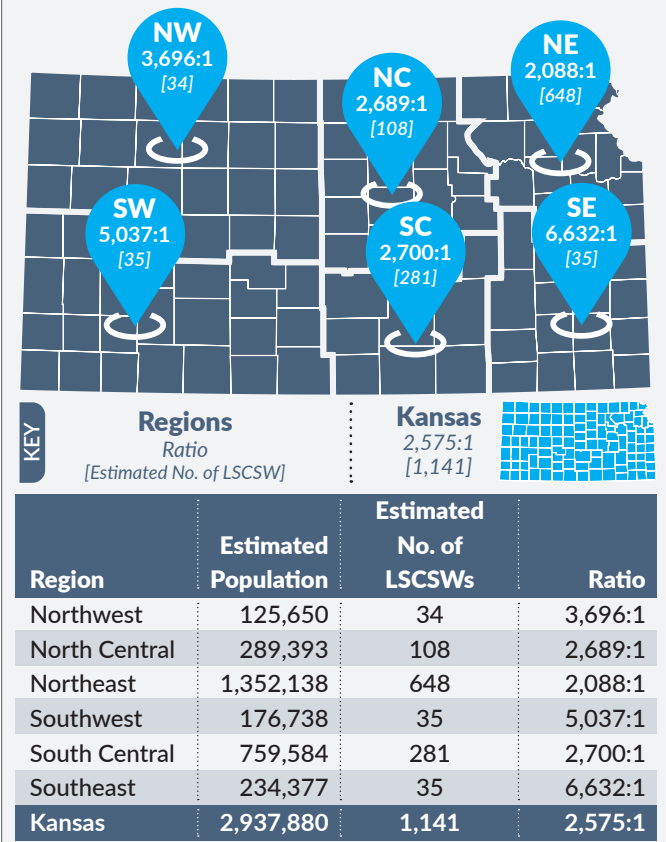 NW
3,696:1
[34]
NC
2,689:1
[108]
NE
2,088:1
[648]
SW
5,037:1
[35]
SC
2,700:1
[281]
SE
6,632:1
[35]
KEY
Regions
Ratio
[Estimated No. of LSCSW]
Kansas
2,575:1
[1,141]
Region Estimated Population Estimated No. of LSCSWs Ratio
Northwest 125,650 34 3,696:1
North Central 289,393 108 2,689:1
Northeast 1,352,138 648 2,088:1
Southwest 176,738 35 5,037:1
South Central 759,584 281 2,700:1
Southeast 234,377 35 6,632:1
Kansas 2,937,880 1,141 2,575:1